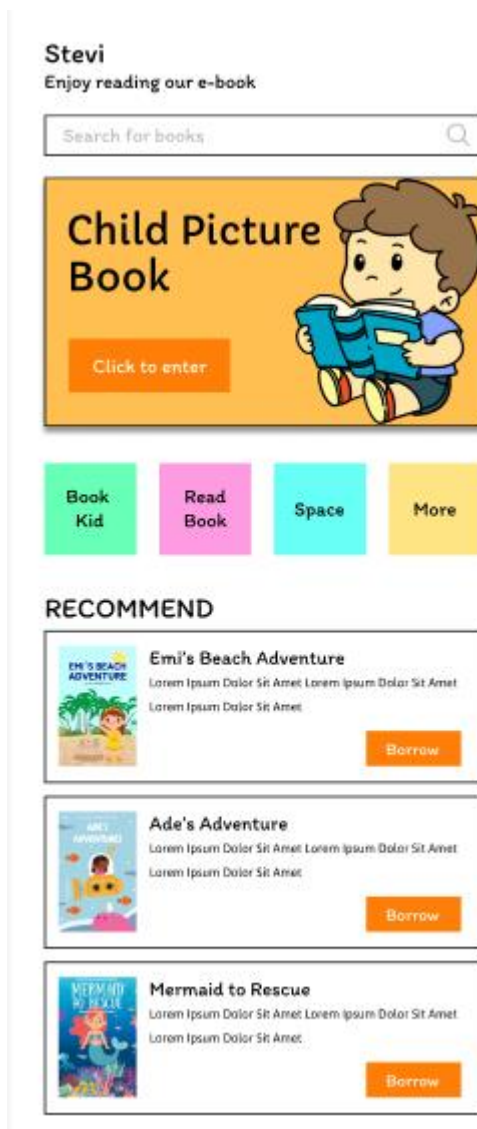 Stevi
Enjoy reading our e-book
Search for books
Child Picture
Book
Click to enter
Book
Kid
Read
Book
Space
More
RECOMMEND
EMI'S BEACH
ADVENTURE
Emi's Beach Adventure
Lorem Ipsum Dolor Sit Amet Lorem Ipsum Dolor Sit Amet
Lorem Ipsum Dolor Sit Amet
Borrow
ADE'S
ADVENTURES
Ade's Adventure
Lorem Ipsum Dolor Sit Amet Lorem Ipsum Dolor Sit Amet
Lorem Ipsum Dolor Sit Amet
Borrow
MERMAID
TO RESCUE
Mermaid to Rescue
Lorem Ipsum Dolor Sit Amet Lorem Ipsum Dolor Sit Amet
Lorem Ipsum Dolor Sit Amet
Borrow